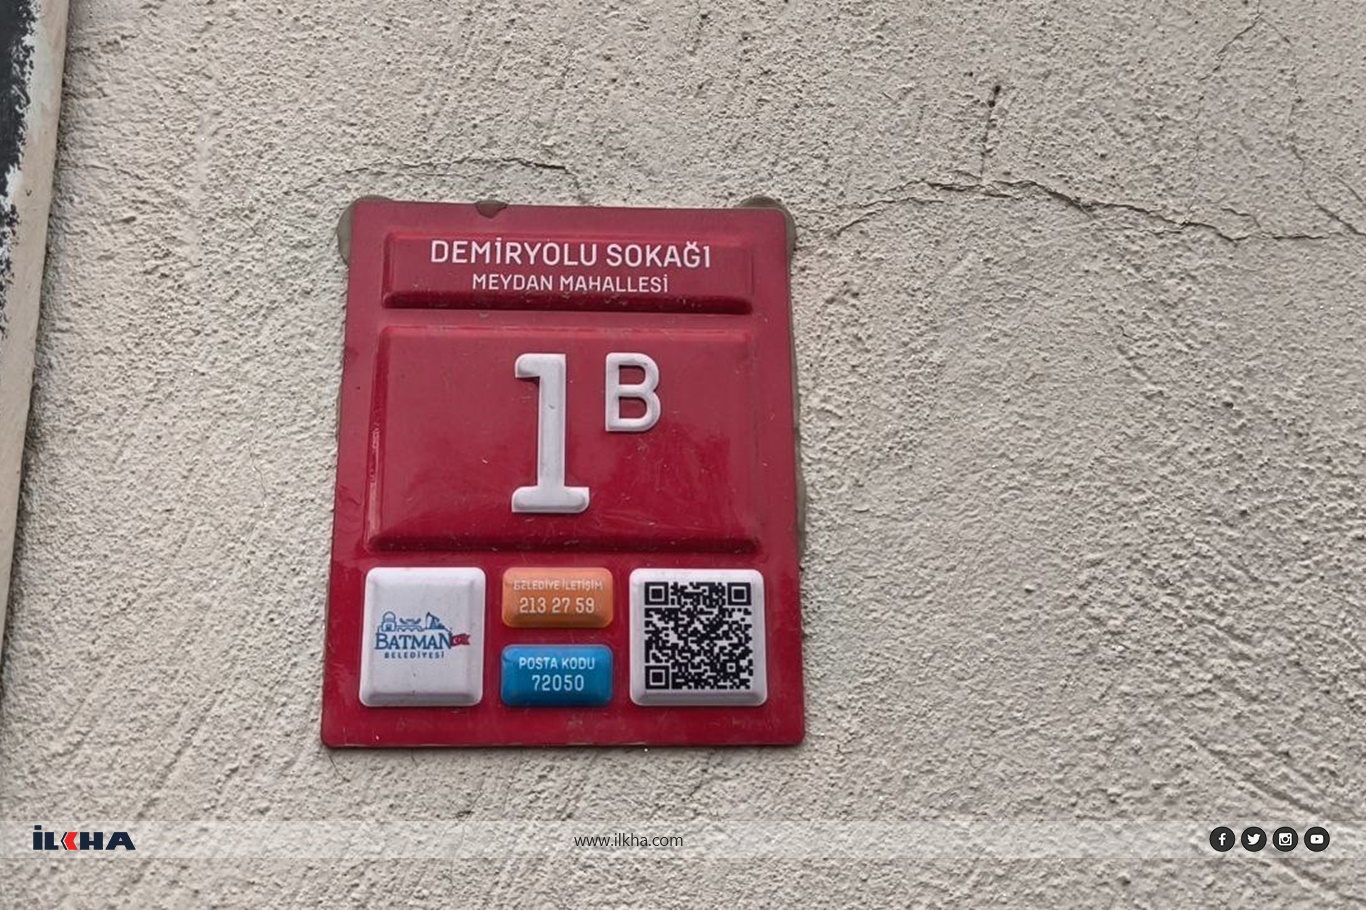 DEMİRYOLU SOKAĞI
MEYDAN MAHALLESİ
1B
BATMAN
BELEDİYESİ
BELEDİYE İLETİŞİM
213 27 59
POSTA KODU
72050
İLKHA
www.ilkha.com